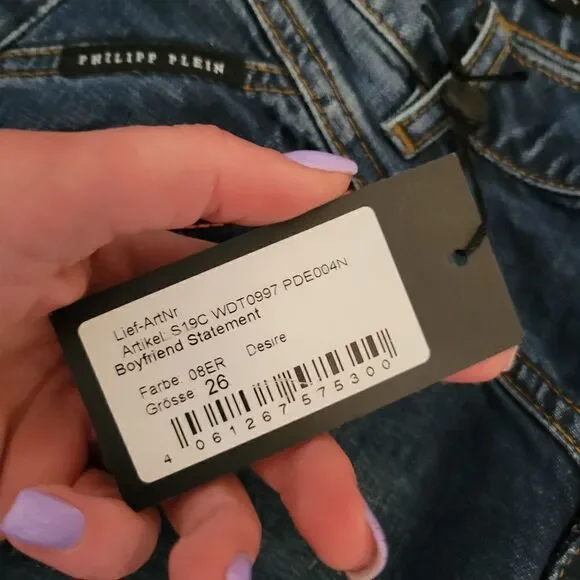 PHILIPP PLEIN
Lief-ArtNr
Artikel: S19C WDT0997 PDE004N
Boyfriend Statement
Farbe. 08ER Desire
Grösse 26
4 061267 575300